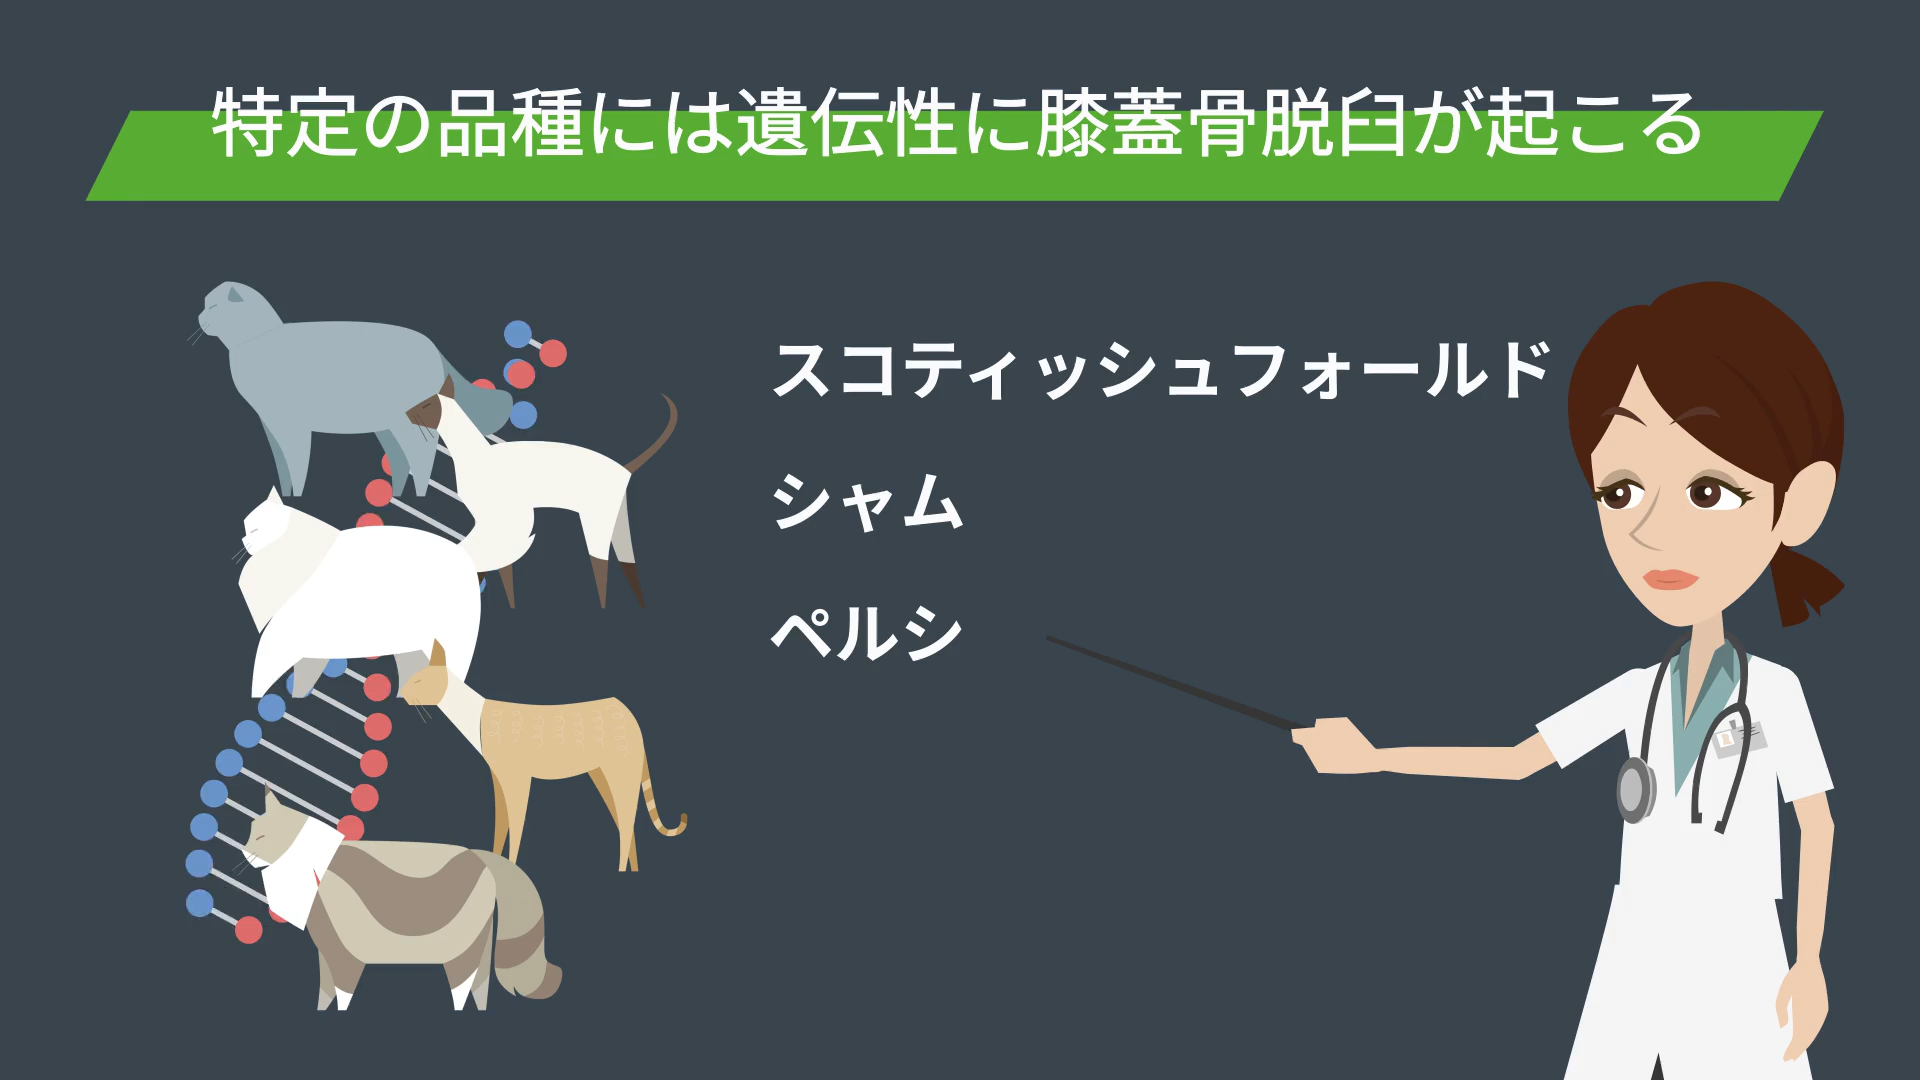 特定の品種には遺伝性に膝蓋骨脱臼が起こる
スコティッシュフォールド
シャム
ペルシ